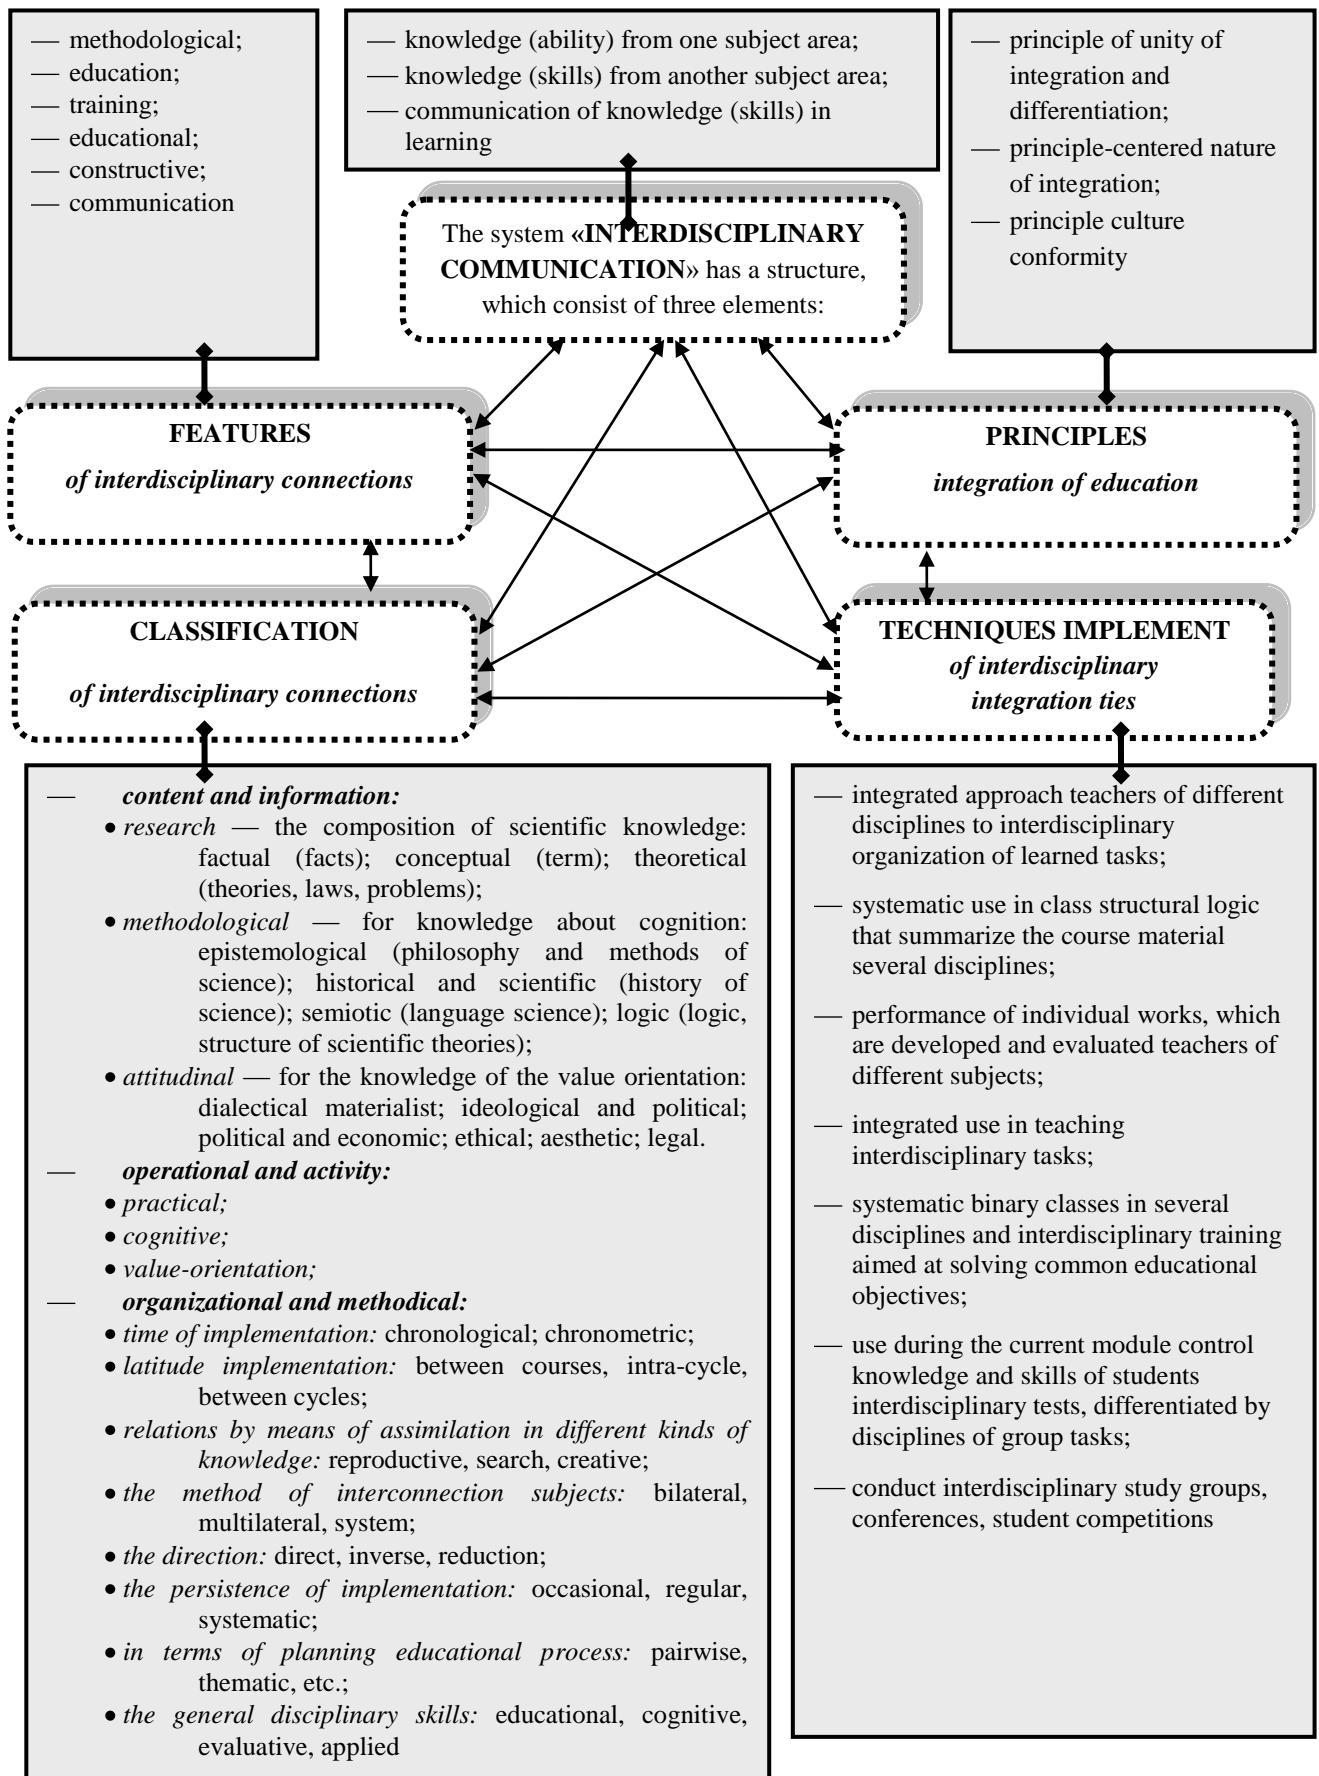 — methodological;
— education;
— training;
— educational;
— constructive;
— communication
— knowledge (ability) from one subject area;
— knowledge (skills) from another subject area;
— communication of knowledge (skills) in
learning
— principle of unity of
integration and
differentiation;
— principle-centered nature
of integration;
— principle culture
conformity
The system «INTERDISCIPLINARY
COMMUNICATION» has a structure,
which consist of three elements:
FEATURES
of interdisciplinary connections
PRINCIPLES
integration of education
CLASSIFICATION
of interdisciplinary connections
TECHNIQUES IMPLEMENT
of interdisciplinary
integration ties
— content and information:
• research — the composition of scientific knowledge:
factual (facts); conceptual (term); theoretical
(theories, laws, problems);
• methodological — for knowledge about cognition:
epistemological (philosophy and methods of
science); historical and scientific (history of
science); semiotic (language science); logic (logic,
structure of scientific theories);
• attitudinal — for the knowledge of the value orientation:
dialectical materialist; ideological and political;
political and economic; ethical; aesthetic; legal.
— operational and activity:
• practical;
• cognitive;
• value-orientation;
— organizational and methodical:
• time of implementation: chronological; chronometric;
• latitude implementation: between courses, intra-cycle,
between cycles;
• relations by means of assimilation in different kinds of
knowledge: reproductive, search, creative;
• the method of interconnection subjects: bilateral,
multilateral, system;
• the direction: direct, inverse, reduction;
• the persistence of implementation: occasional, regular,
systematic;
• in terms of planning educational process: pairwise,
thematic, etc.;
• the general disciplinary skills: educational, cognitive,
evaluative, applied
— integrated approach teachers of different
disciplines to interdisciplinary
organization of learned tasks;
— systematic use in class structural logic
that summarize the course material
several disciplines;
— performance of individual works, which
are developed and evaluated teachers of
different subjects;
— integrated use in teaching
interdisciplinary tasks;
— systematic binary classes in several
disciplines and interdisciplinary training
aimed at solving common educational
objectives;
— use during the current module control
knowledge and skills of students
interdisciplinary tests, differentiated by
disciplines of group tasks;
— conduct interdisciplinary study groups,
conferences, student competitions